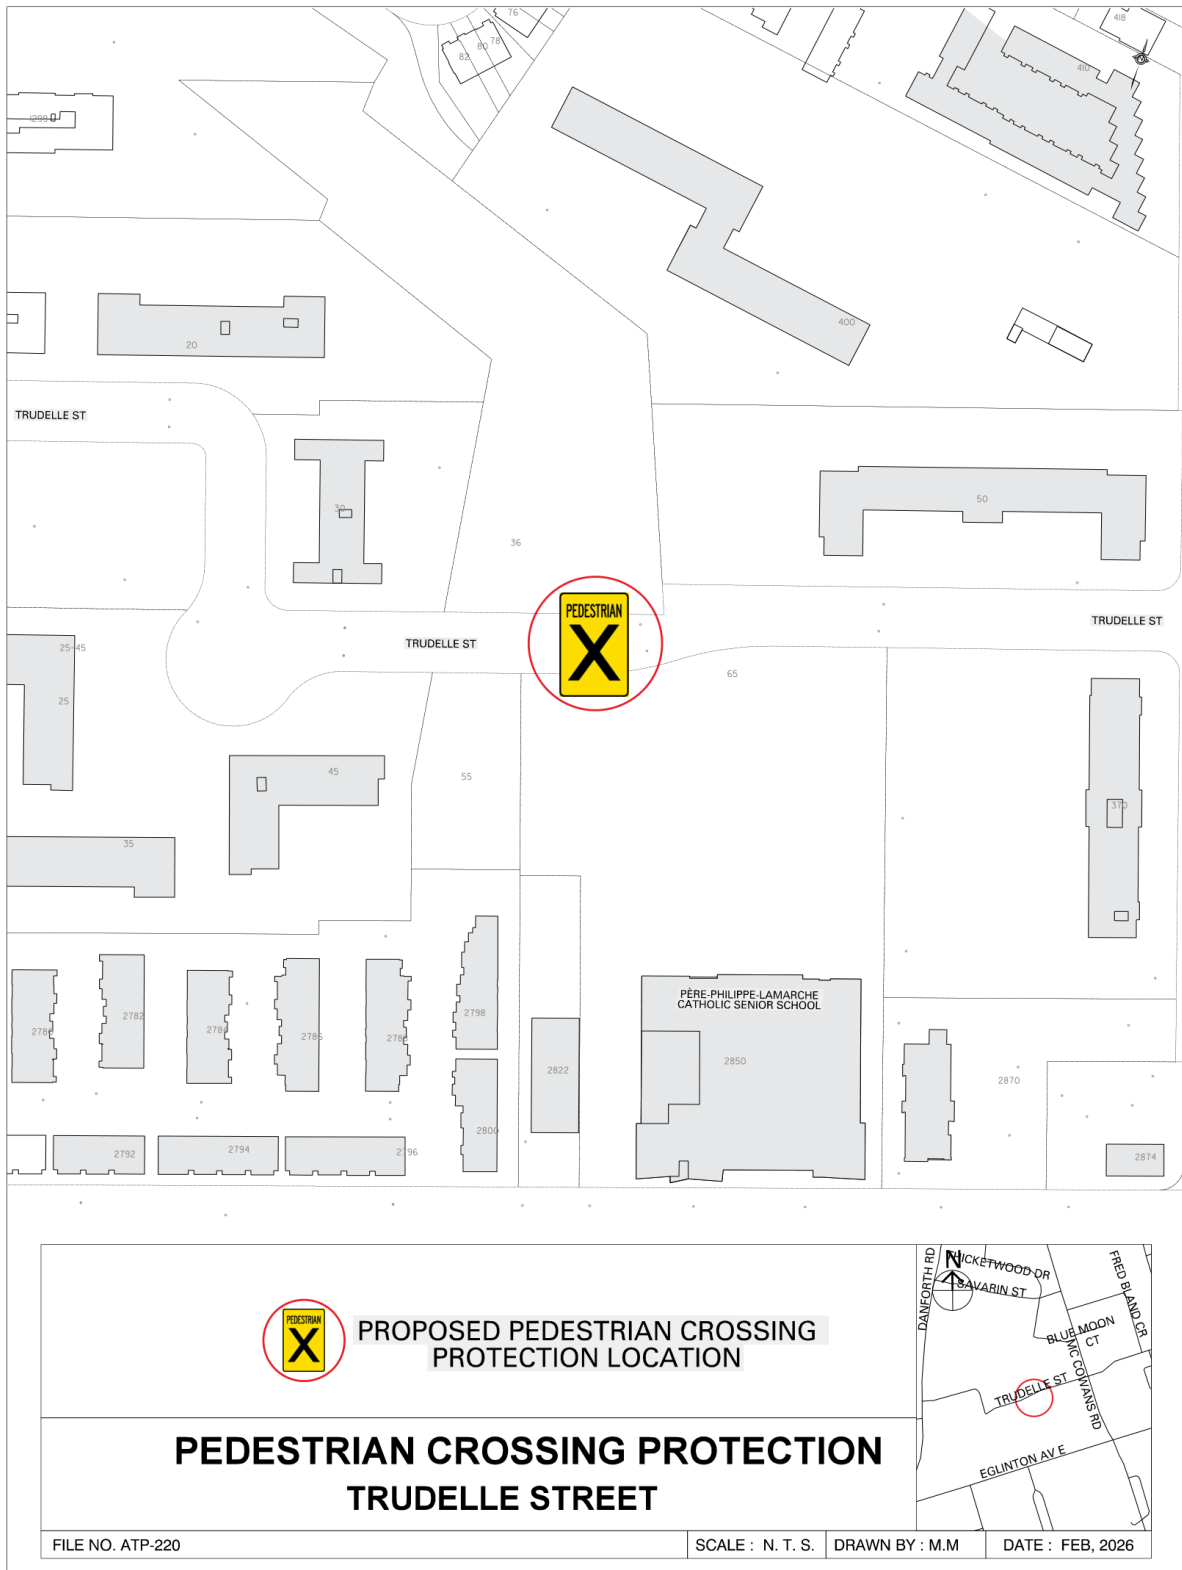 76
78
80
82
418
410
1299
20
400
TRUDELLE ST
30
50
36
PEDESTRIAN
X
TRUDELLE ST
TRUDELLE ST
25-45
25
65
45
55
370
35
PÈRE-PHILIPPE-LAMARCHE
CATHOLIC SENIOR SCHOOL
2782
2784
2798
2850
2822
2870
2800
2792
2794
2796
2874
PEDESTRIAN
X
PROPOSED PEDESTRIAN CROSSING
PROTECTION LOCATION
PEDESTRIAN CROSSING PROTECTION
TRUDELLE STREET
N
DANFORTH RD
THICKETWOOD DR
SAVARIN ST
FRED BLAND CR
BLUE MOON
CT
MC COWANS RD
TRUDELLE ST
EGLINTON AV E
FILE NO. ATP-220
SCALE : N. T. S.
DRAWN BY : M.M
DATE : FEB, 2026